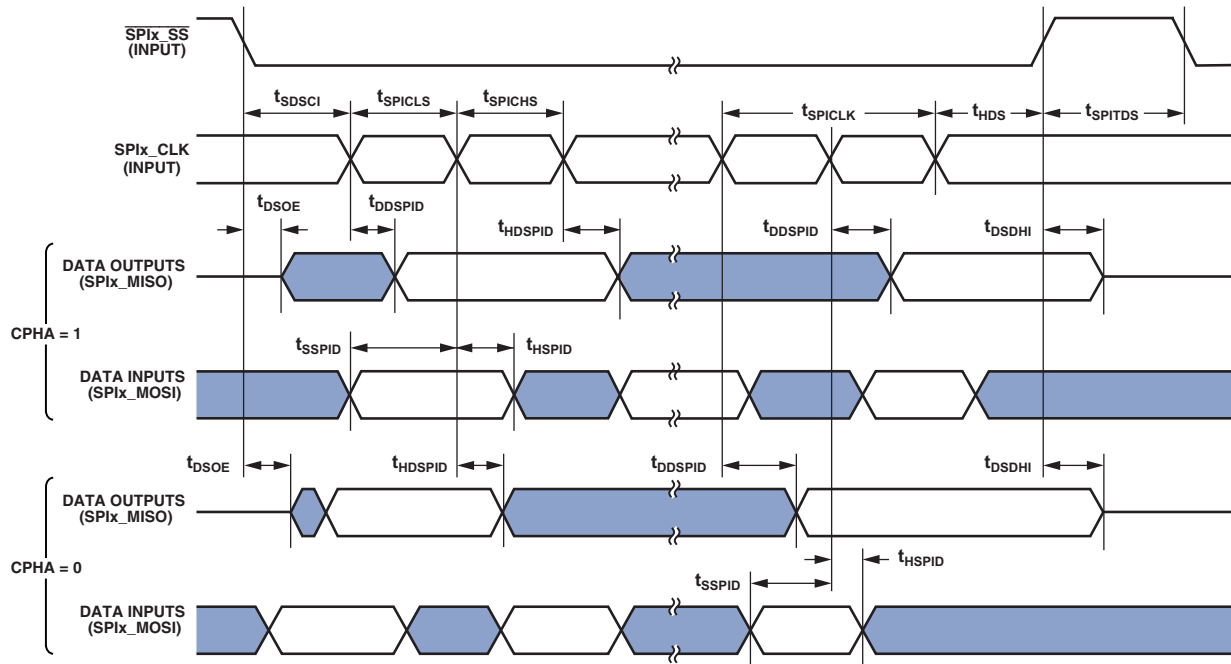 SPIx_SS
(INPUT)
tSDSCI
tSPICLS
tSPICHS
tSPICLK
tHDS
tSPITDS
SPIx_CLK
(INPUT)
tDSOE
tDDSPID
tHDSPID
tDDSPID
tDSDHI
DATA OUTPUTS
(SPIx_MISO)
CPHA = 1
tSSPID
tHSPID
DATA INPUTS
(SPIx_MOSI)
tDSOE
tHDSPID
tDDSPID
tDSDHI
DATA OUTPUTS
(SPIx_MISO)
CPHA = 0
tSSPID
tHSPID
DATA INPUTS
(SPIx_MOSI)